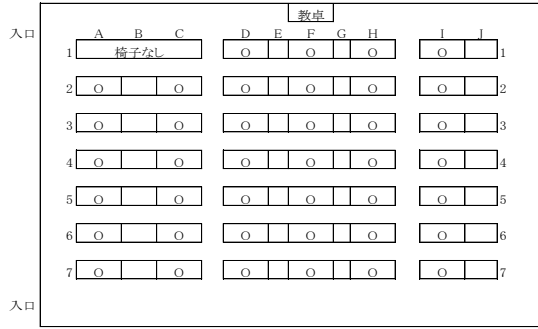 教卓
入口 A B C D E F G H I J
1 椅子なし O O O O 1
2 O O O O O O 2
3 O O O O O O 3
4 O O O O O O 4
5 O O O O O O 5
6 O O O O O O 6
7 O O O O O O 7
入口